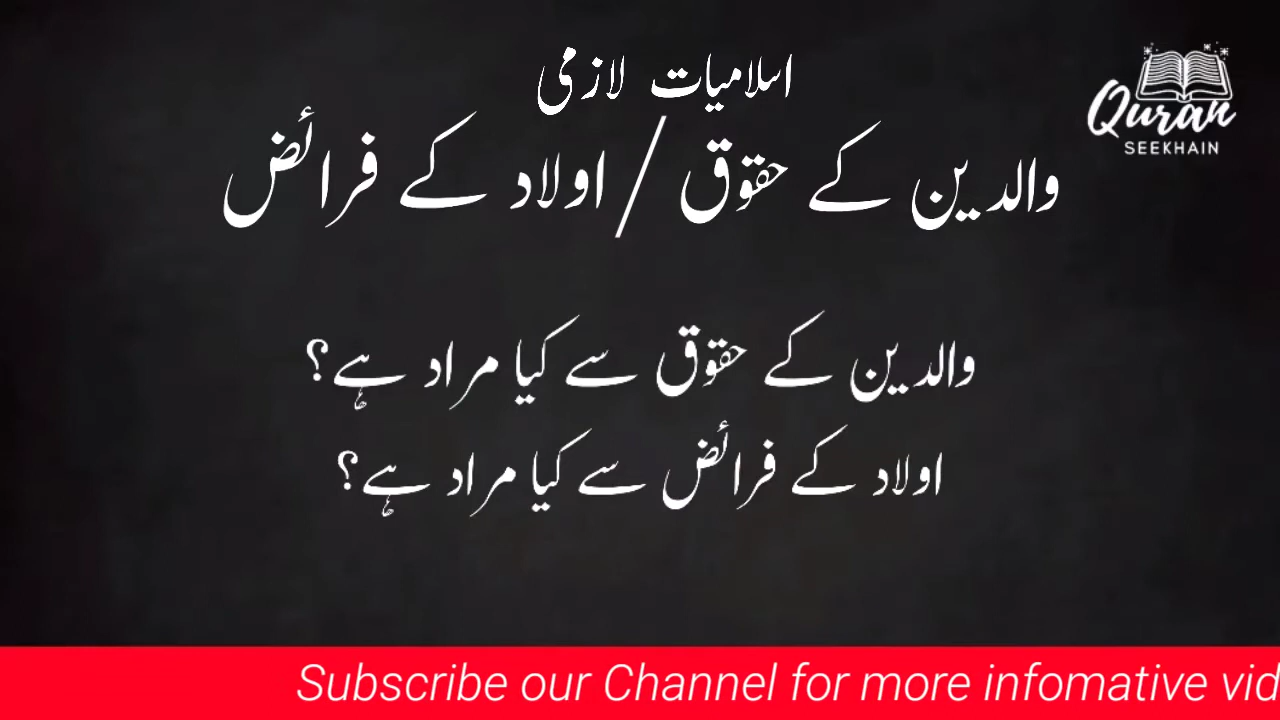 اسلامیات لازمی
والدین کے حقوق / اولاد کے فرائض
والدین کے حقوق سے کیا مراد ہے؟
اولاد کے فرائض سے کیا مراد ہے؟
Quran
SEEKHAIN
Subscribe our Channel for more infomative vid